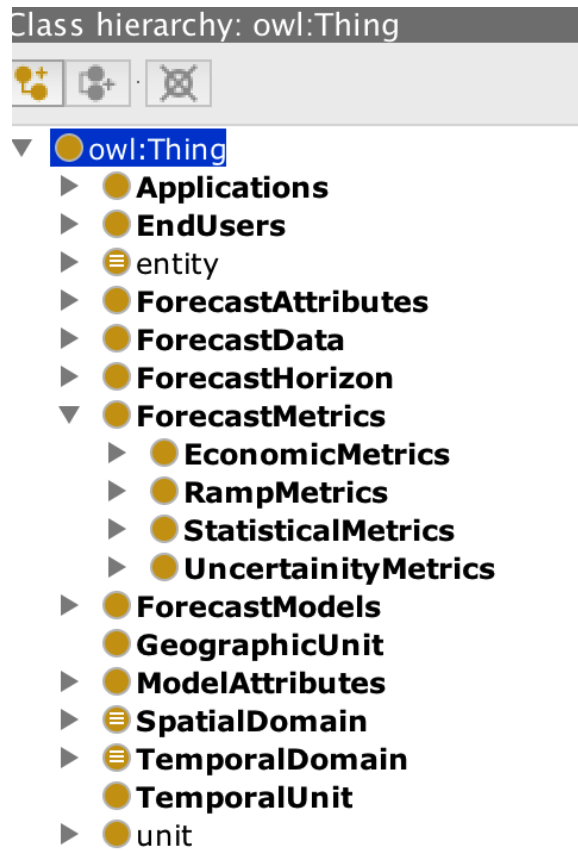 Class hierarchy: owl:Thing
owl:Thing
Applications
EndUsers
entity
ForecastAttributes
ForecastData
ForecastHorizon
ForecastMetrics
EconomicMetrics
RampMetrics
StatisticalMetrics
UncertainityMetrics
ForecastModels
GeographicUnit
ModelAttributes
SpatialDomain
TemporalDomain
TemporalUnit
unit